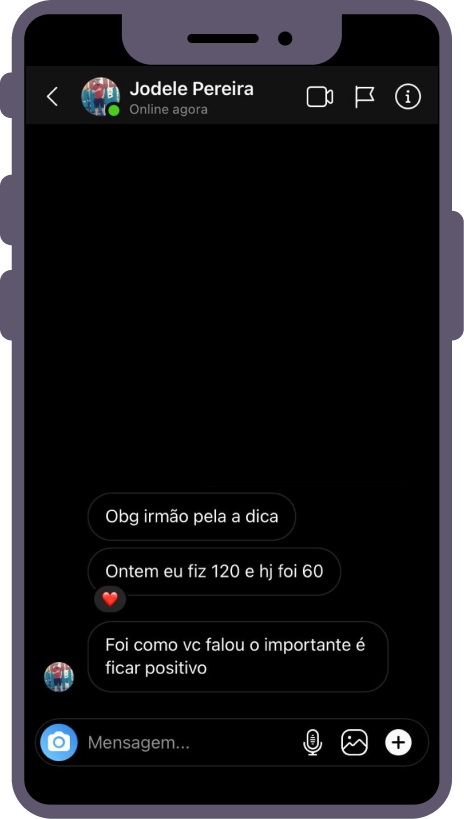 Jodele Pereira
Online agora
Obg irmão pela a dica
Ontem eu fiz 120 e hj foi 60
Foi como vc falou o importante é
ficar positivo
Mensagem...